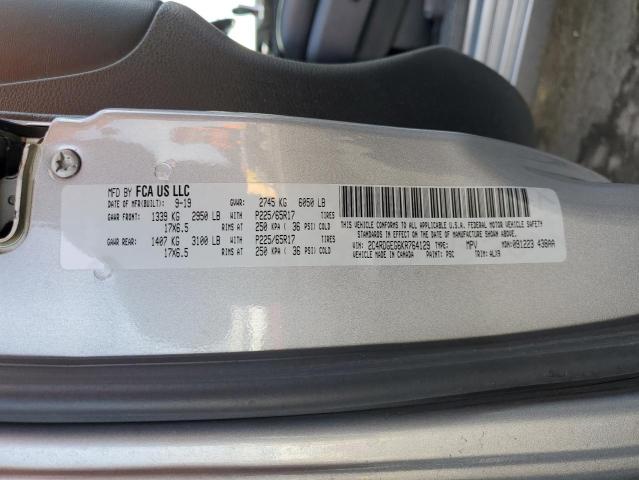 MFD BY FCA US LLC
DATE OF MFR(BUILT): 9-19 GVWR: 2745 KG 6050 LB
GAWR FRONT: 1339 KG 2950 LB WITH P225/65R17 TIRES
17X6.5 RIMS AT 250 KPA ( 36 PSI) COLD
GAWR REAR: 1407 KG 3100 LB WITH P225/65R17 TIRES
17X6.5 RIMS AT 250 KPA ( 36 PSI) COLD
THIS VEHICLE CONFORMS TO ALL APPLICABLE U.S.A. FEDERAL MOTOR VEHICLE SAFETY
STANDARDS IN EFFECT ON THE DATE OF MANUFACTURE SHOWN ABOVE.
VIN: 2C4RDGEG6KR764129 TYPE: MPV MDH: 091223 438AA
VEHICLE MADE IN CANADA PAINT: PSC TRIM: ALX9